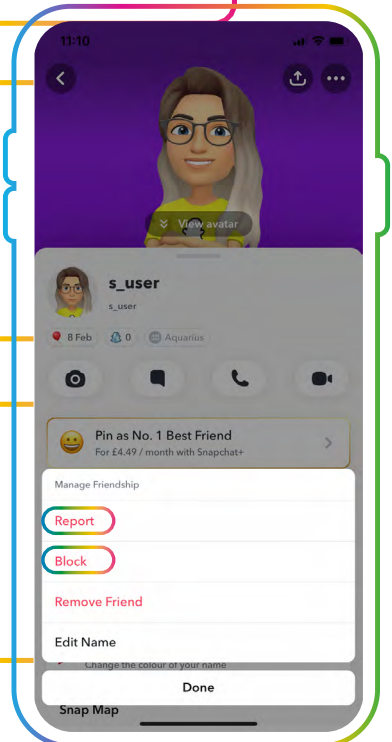 11:10
View avatar
s_user
s_user
8 Feb
0
Aquarius
Pin as No. 1 Best Friend
For £4.49 / month with Snapchat+
Manage Friendship
Report
Block
Remove Friend
Edit Name
Change the colour of your name
Done
Snap Map